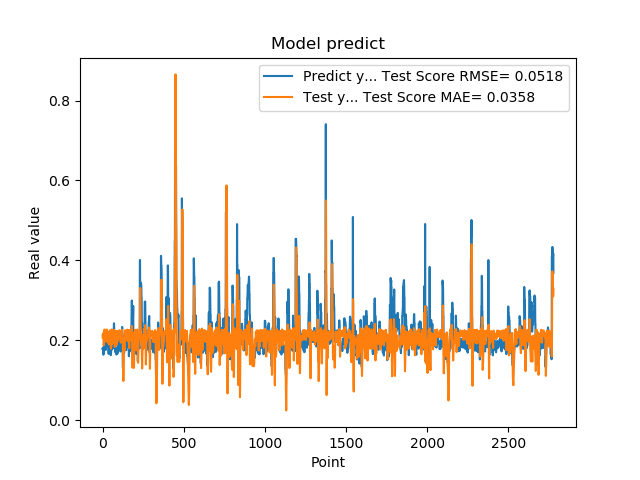 Model predict
Predict y... Test Score RMSE= 0.0518
Test y... Test Score MAE= 0.0358
Real value
0.8
0.6
0.4
0.2
0.0
0 500 1000 1500 2000 2500
Point